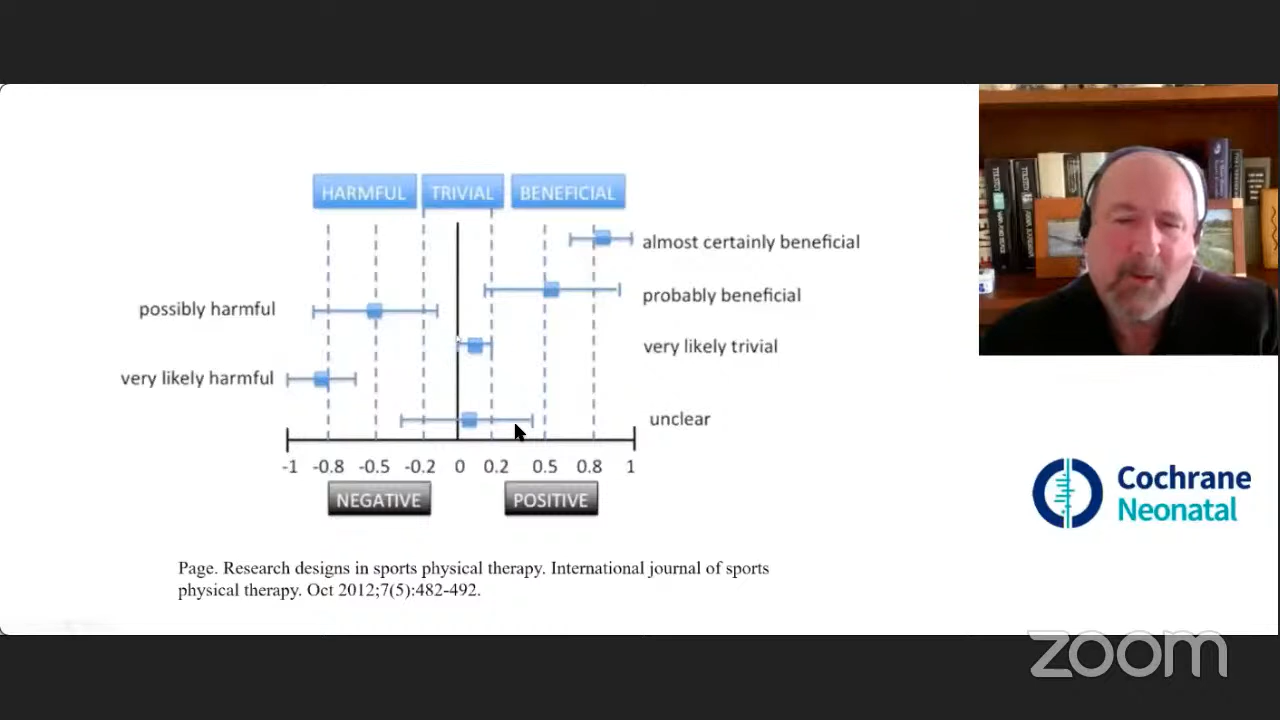 HARMFUL TRIVIAL BENEFICIAL
almost certainly beneficial
probably beneficial
possibly harmful
very likely trivial
very likely harmful
unclear
-1 -0.8 -0.5 -0.2 0 0.2 0.5 0.8 1
NEGATIVE POSITIVE
Cochrane
Neonatal
Page. Research designs in sports physical therapy. International journal of sports
physical therapy. Oct 2012;7(5):482-492.
zoom